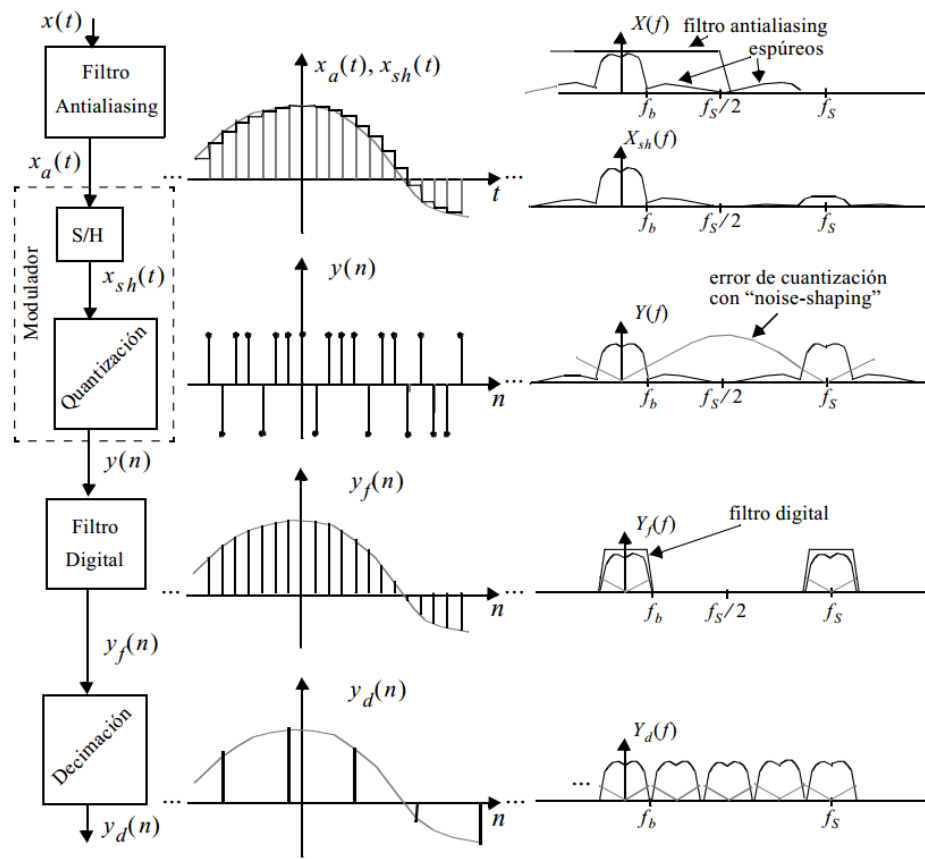 x(t)
Filtro
Antialiasing
x_a(t)
Modulador
S/H
x_sh(t)
Quantización
y(n)
Filtro
Digital
y_f(n)
Decimación
y_d(n)
x_a(t), x_sh(t)
...
t
...
y(n)
n
...
y_f(n)
...
n
...
y_d(n)
...
n
...
X(f)
filtro antialiasing
espúreos
f_b
f_S/2
f_S
X_sh(f)
f_b
f_S/2
f_S
error de cuantización
con “noise-shaping”
Y(f)
f_b
f_S/2
f_S
filtro digital
Y_f(f)
f_b
f_S/2
f_S
Y_d(f)
...
f_b
f_S